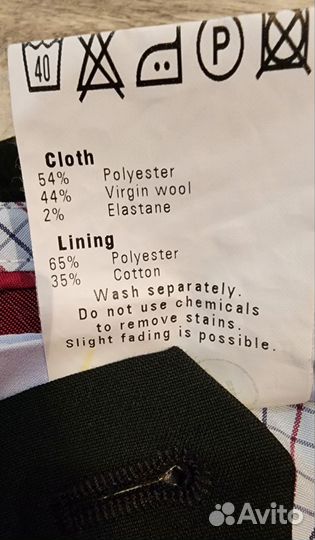 40 P
Cloth
54% Polyester
44% Virgin wool
2% Elastane
Lining
65% Polyester
35% Cotton
Wash separately.
Do not use chemicals
to remove stains.
Slight fading is possible.
Avito